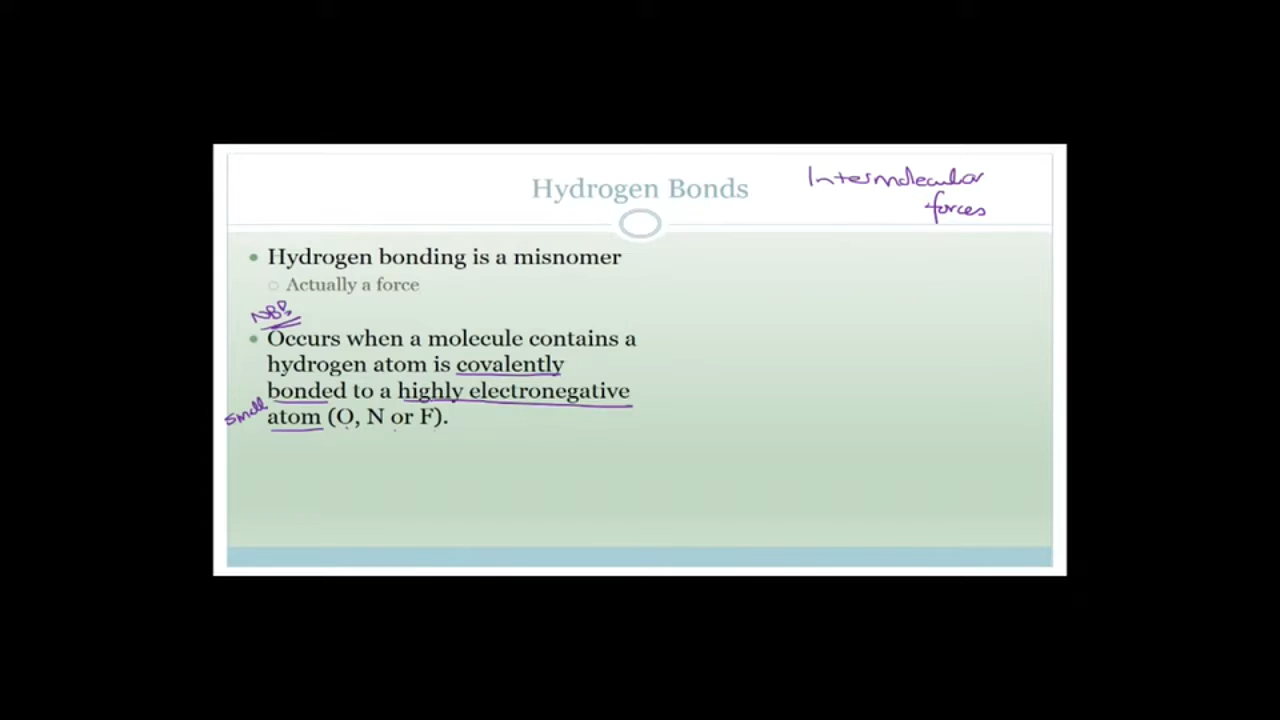 Hydrogen Bonds
Intermolecular
forces
Hydrogen bonding is a misnomer
Actually a force
NBB
Occurs when a molecule contains a
hydrogen atom is covalently
bonded to a highly electronegative
small
atom (O, N or F).